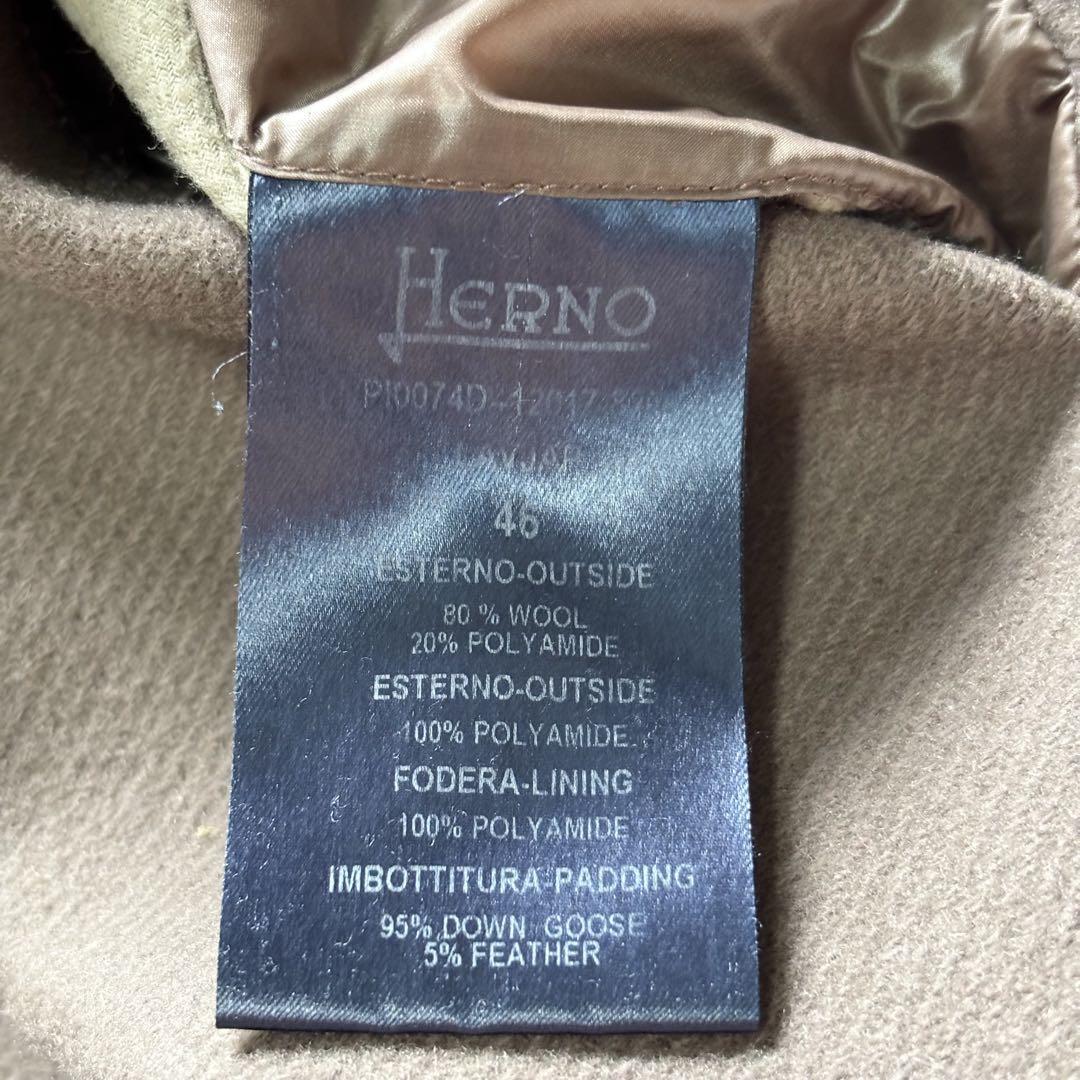 HERNO
PI0074D
46
ESTERNO-OUTSIDE
80 % WOOL
20% POLYAMIDE
ESTERNO-OUTSIDE
100% POLYAMIDE
FODERA-LINING
100% POLYAMIDE
IMBOTTITURA-PADDING
95% DOWN GOOSE
5% FEATHER